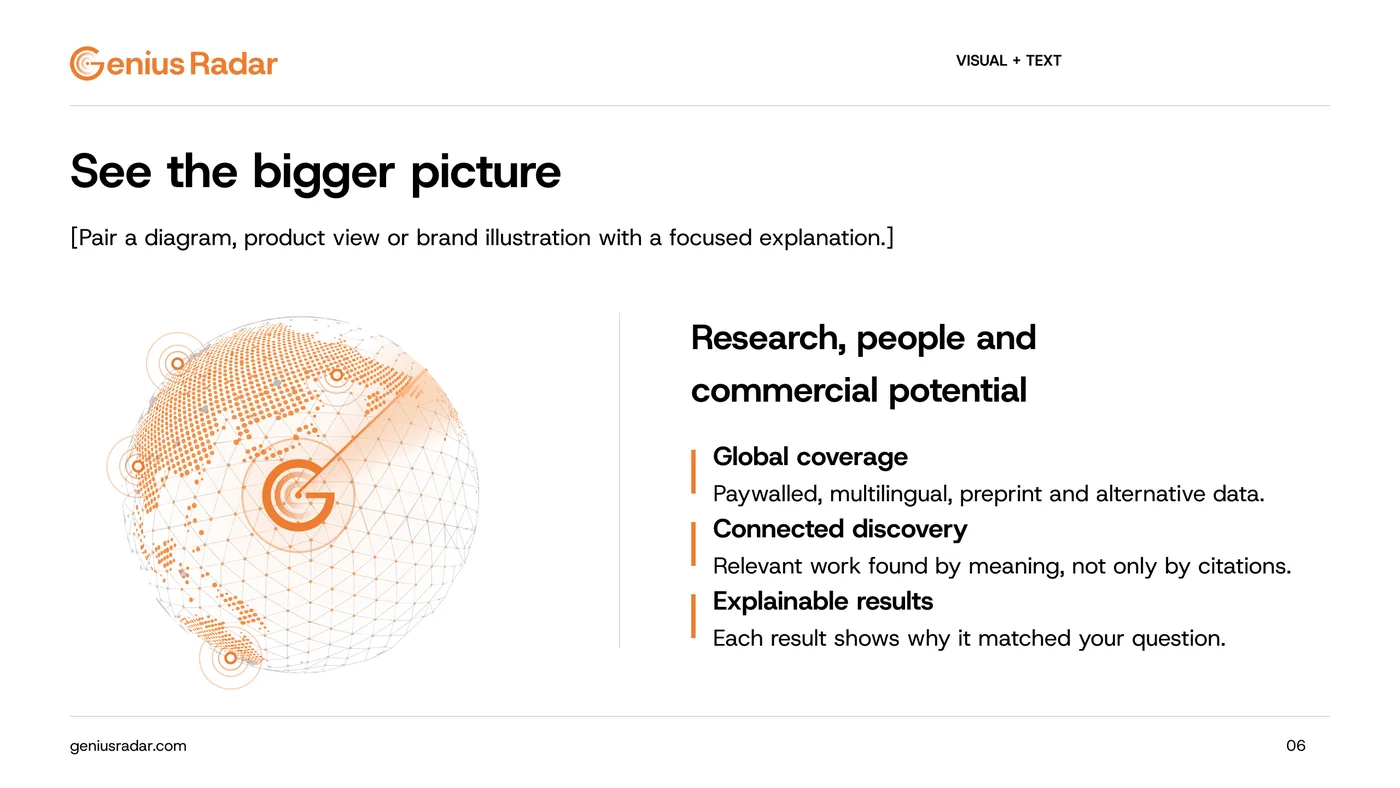 Genius Radar
VISUAL + TEXT
See the bigger picture
[Pair a diagram, product view or brand illustration with a focused explanation.]
Research, people and
commercial potential
Global coverage
Paywalled, multilingual, preprint and alternative data.
Connected discovery
Relevant work found by meaning, not only by citations.
Explainable results
Each result shows why it matched your question.
geniusradar.com
06